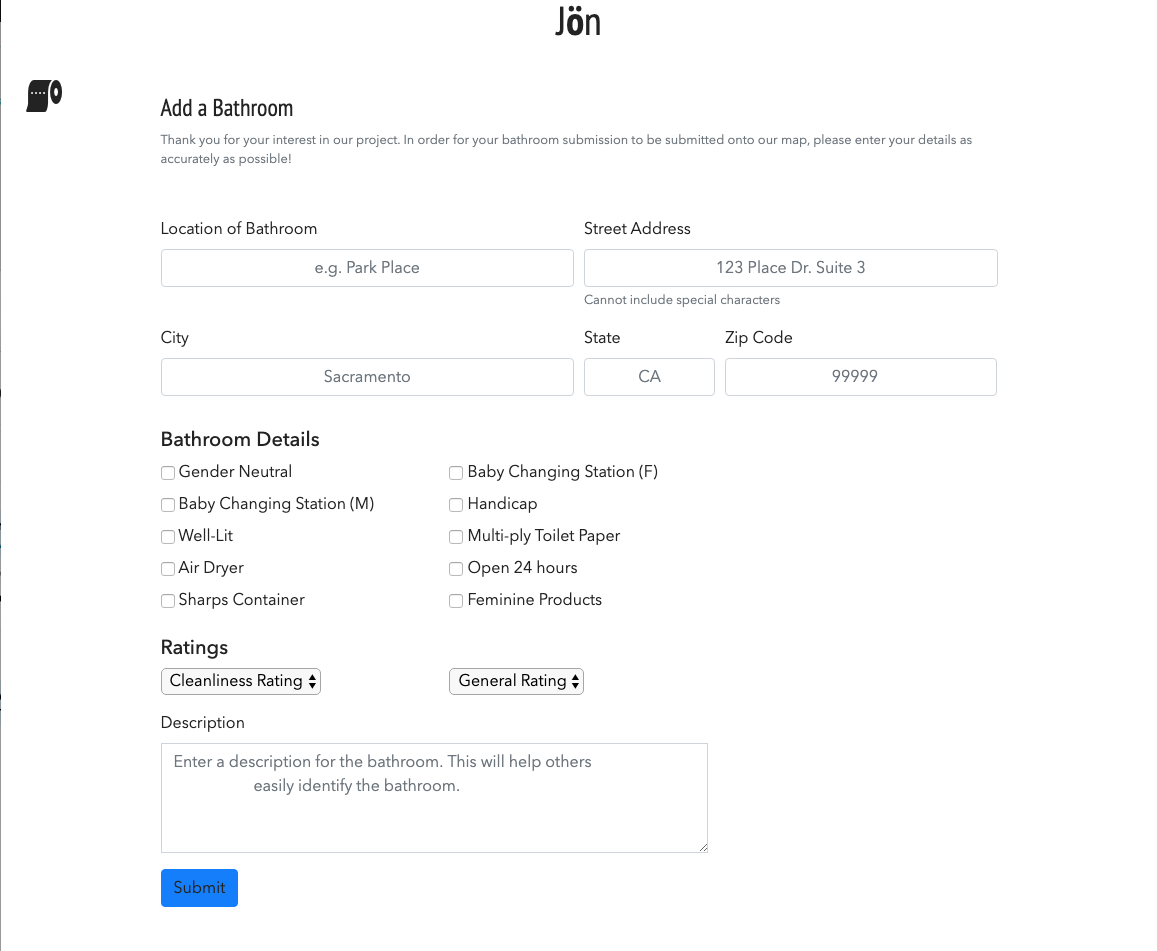 Jön
Add a Bathroom
Thank you for your interest in our project. In order for your bathroom submission to be submitted onto our map, please enter your details as
accurately as possible!
Location of Bathroom
Street Address
e.g. Park Place
123 Place Dr. Suite 3
Cannot include special characters
City
State
Zip Code
Sacramento
CA
99999
Bathroom Details
Gender Neutral
Baby Changing Station (F)
Baby Changing Station (M)
Handicap
Well-Lit
Multi-ply Toilet Paper
Air Dryer
Open 24 hours
Sharps Container
Feminine Products
Ratings
Cleanliness Rating
General Rating
Description
Enter a description for the bathroom. This will help others
easily identify the bathroom.
Submit